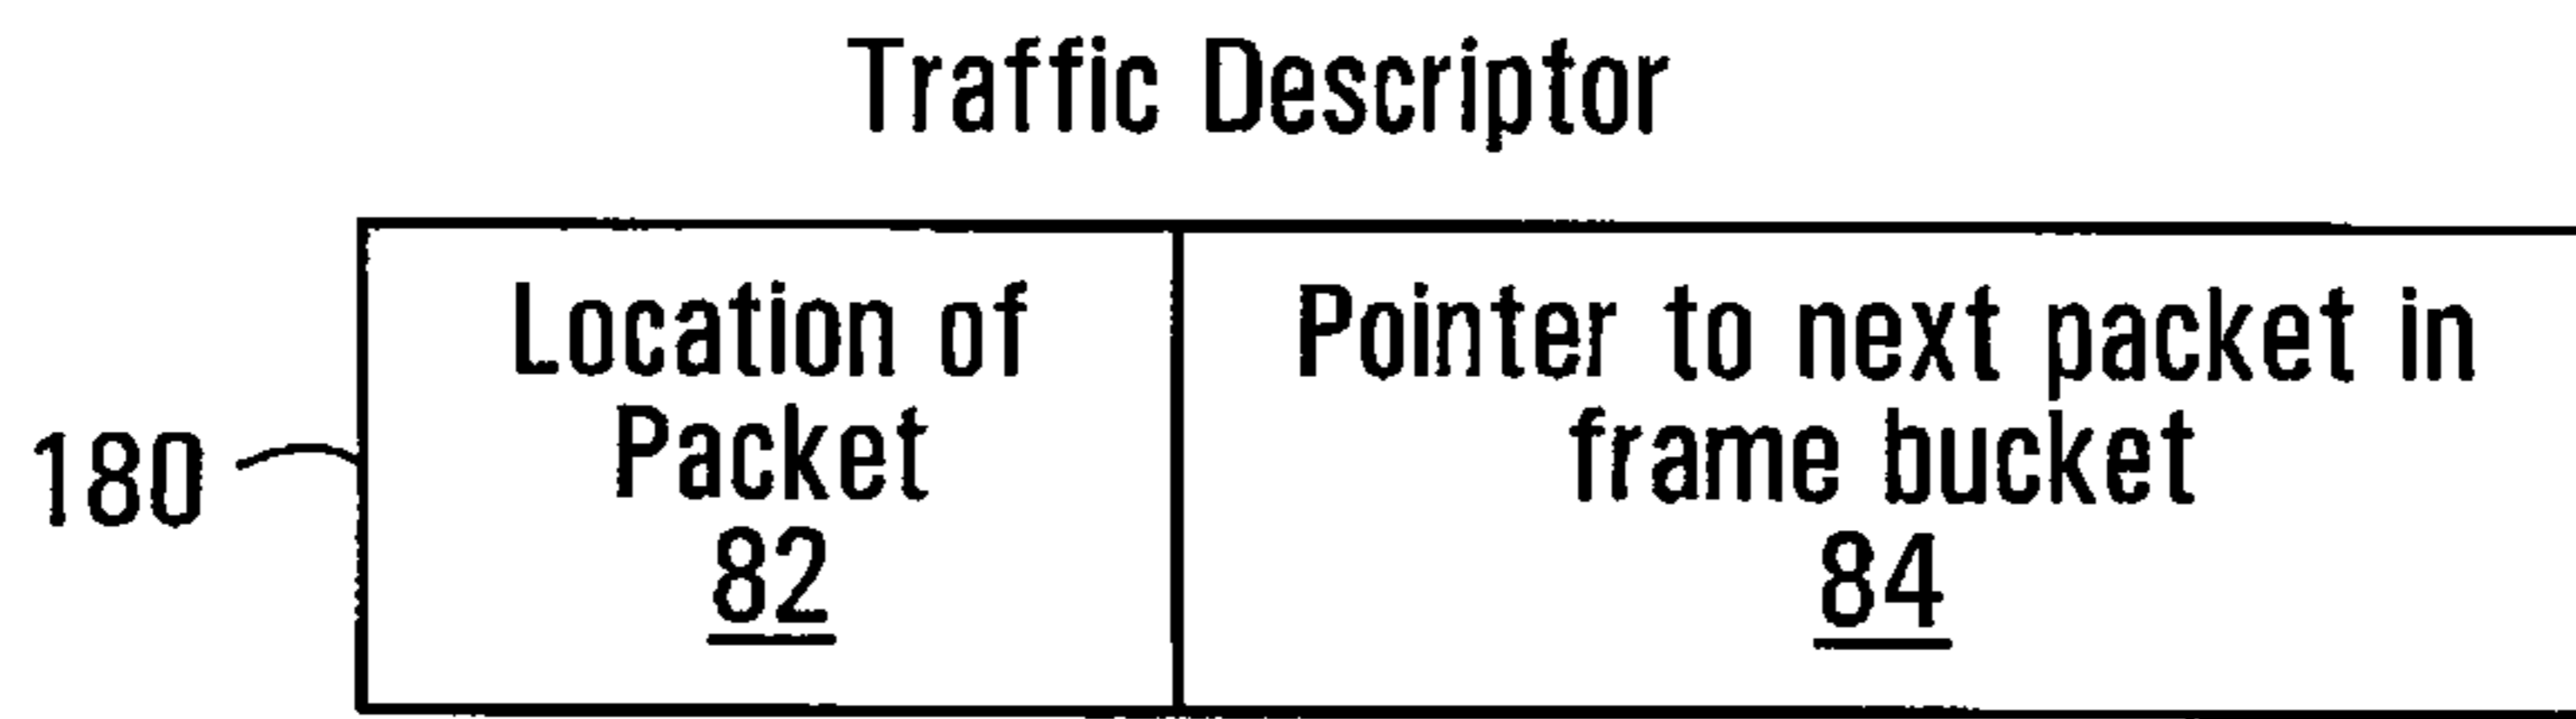 Traffic Descriptor
Location of
Packet
82
Pointer to next packet in
frame bucket
84
180